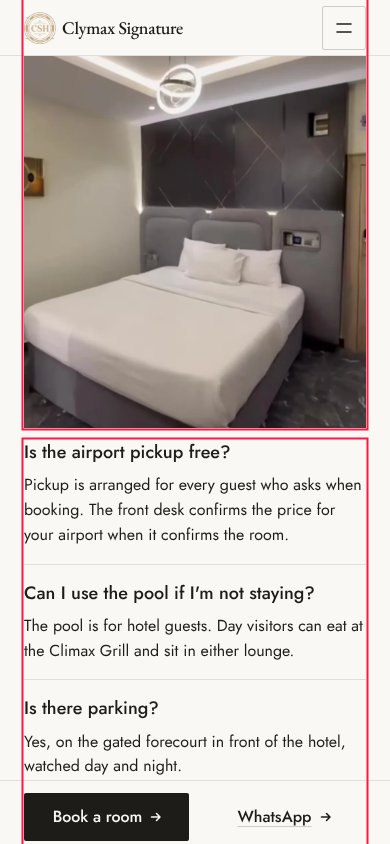 CSH
Clymax Signature
Is the airport pickup free?
Pickup is arranged for every guest who asks when
booking. The front desk confirms the price for
your airport when it confirms the room.
Can I use the pool if I'm not staying?
The pool is for hotel guests. Day visitors can eat at
the Climax Grill and sit in either lounge.
Is there parking?
Yes, on the gated forecourt in front of the hotel,
watched day and night.
Book a room →
WhatsApp →